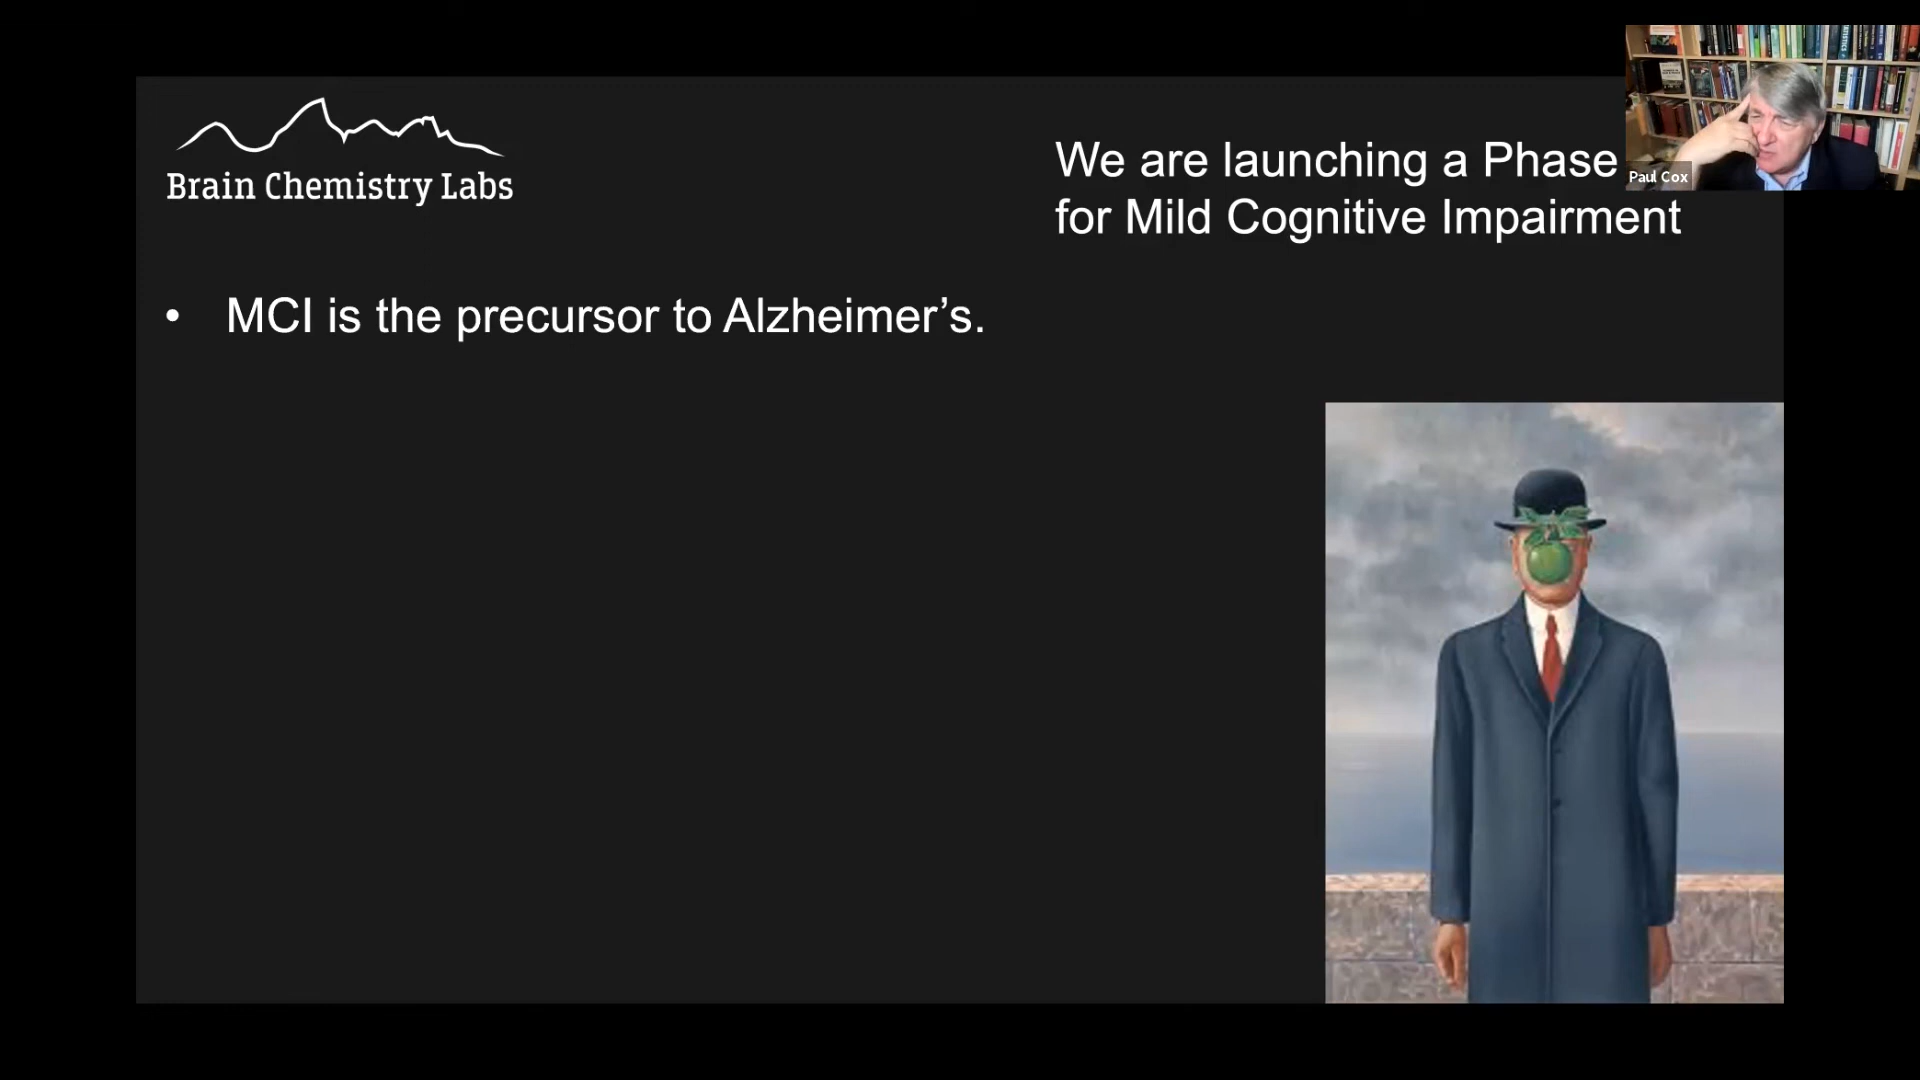 Brain Chemistry Labs
We are launching a Phase
for Mild Cognitive Impairment
• MCI is the precursor to Alzheimer’s.
Paul Cox